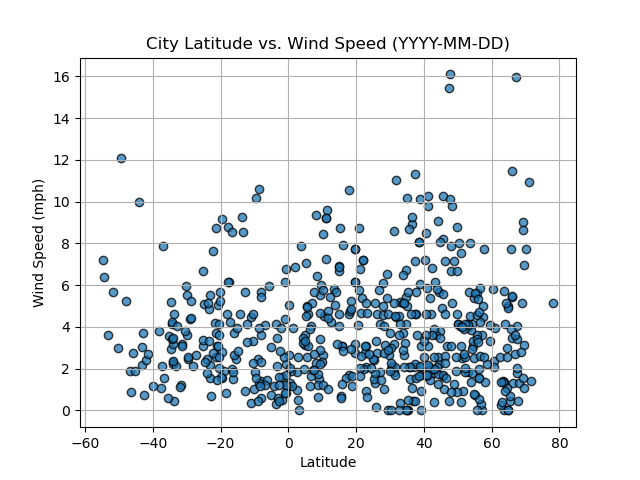 City Latitude vs. Wind Speed (YYYY-MM-DD)
16
14
12
10
8
6
4
2
0
Wind Speed (mph)
−60 −40 −20 0 20 40 60 80
Latitude